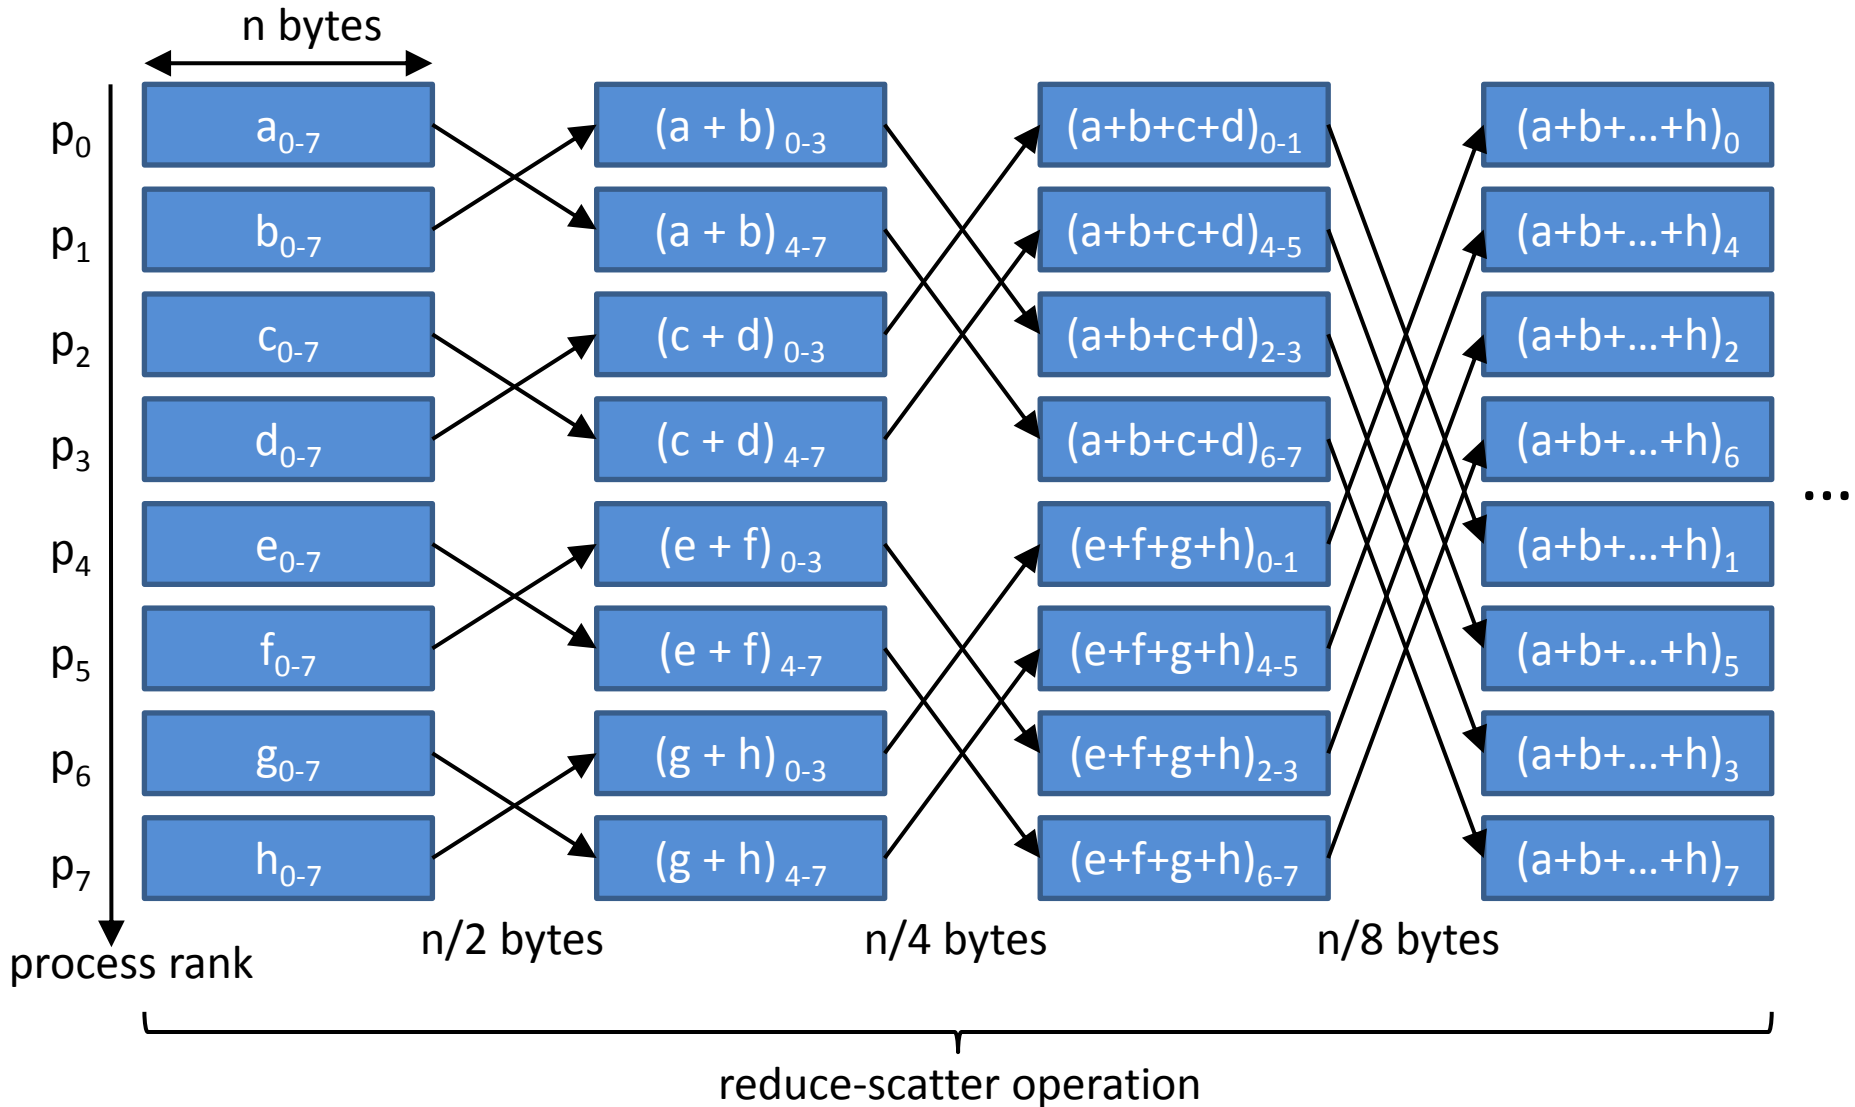 n bytes
p0 a0-7 (a + b) 0-3 (a+b+c+d)0-1 (a+b+...+h)0
p1 b0-7 (a + b) 4-7 (a+b+c+d)4-5 (a+b+...+h)4
p2 c0-7 (c + d) 0-3 (a+b+c+d)2-3 (a+b+...+h)2
p3 d0-7 (c + d) 4-7 (a+b+c+d)6-7 (a+b+...+h)6
...
p4 e0-7 (e + f) 0-3 (e+f+g+h)0-1 (a+b+...+h)1
p5 f0-7 (e + f) 4-7 (e+f+g+h)4-5 (a+b+...+h)5
p6 g0-7 (g + h) 0-3 (e+f+g+h)2-3 (a+b+...+h)3
p7 h0-7 (g + h) 4-7 (e+f+g+h)6-7 (a+b+...+h)7
n/2 bytes n/4 bytes n/8 bytes
process rank
reduce-scatter operation